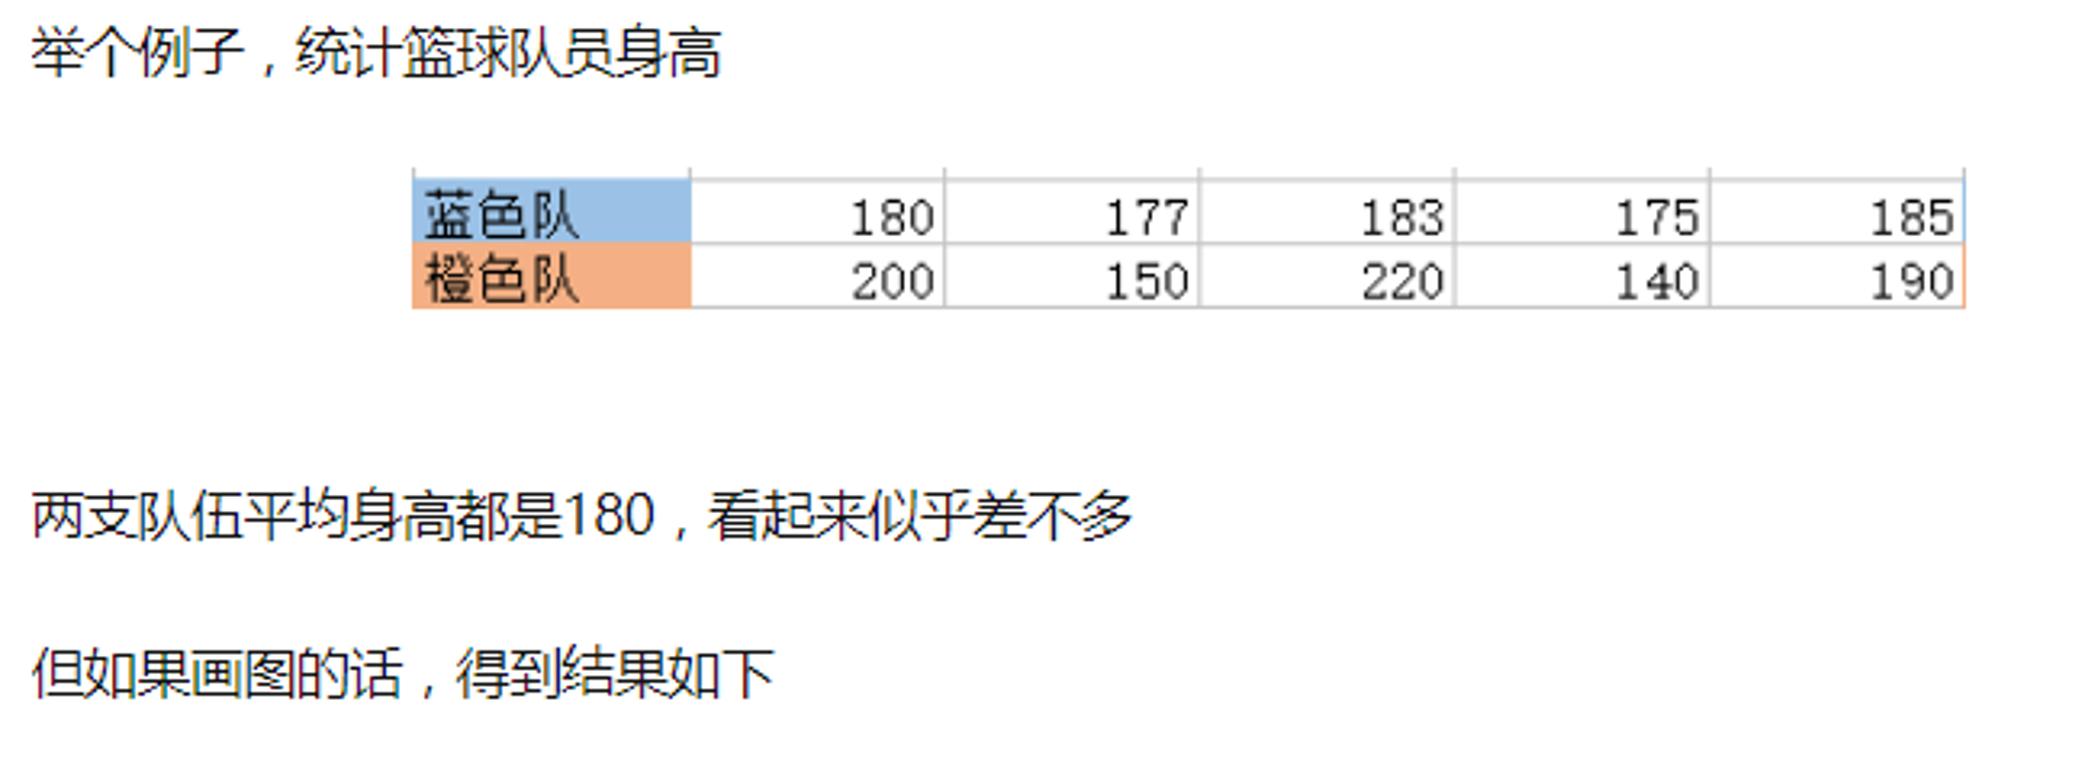 举个例子，统计篮球队员身高
蓝色队 180 177 183 175 185
橙色队 200 150 220 140 190
两支队伍平均身高都是180，看起来似乎差不多
但如果画图的话，得到结果如下